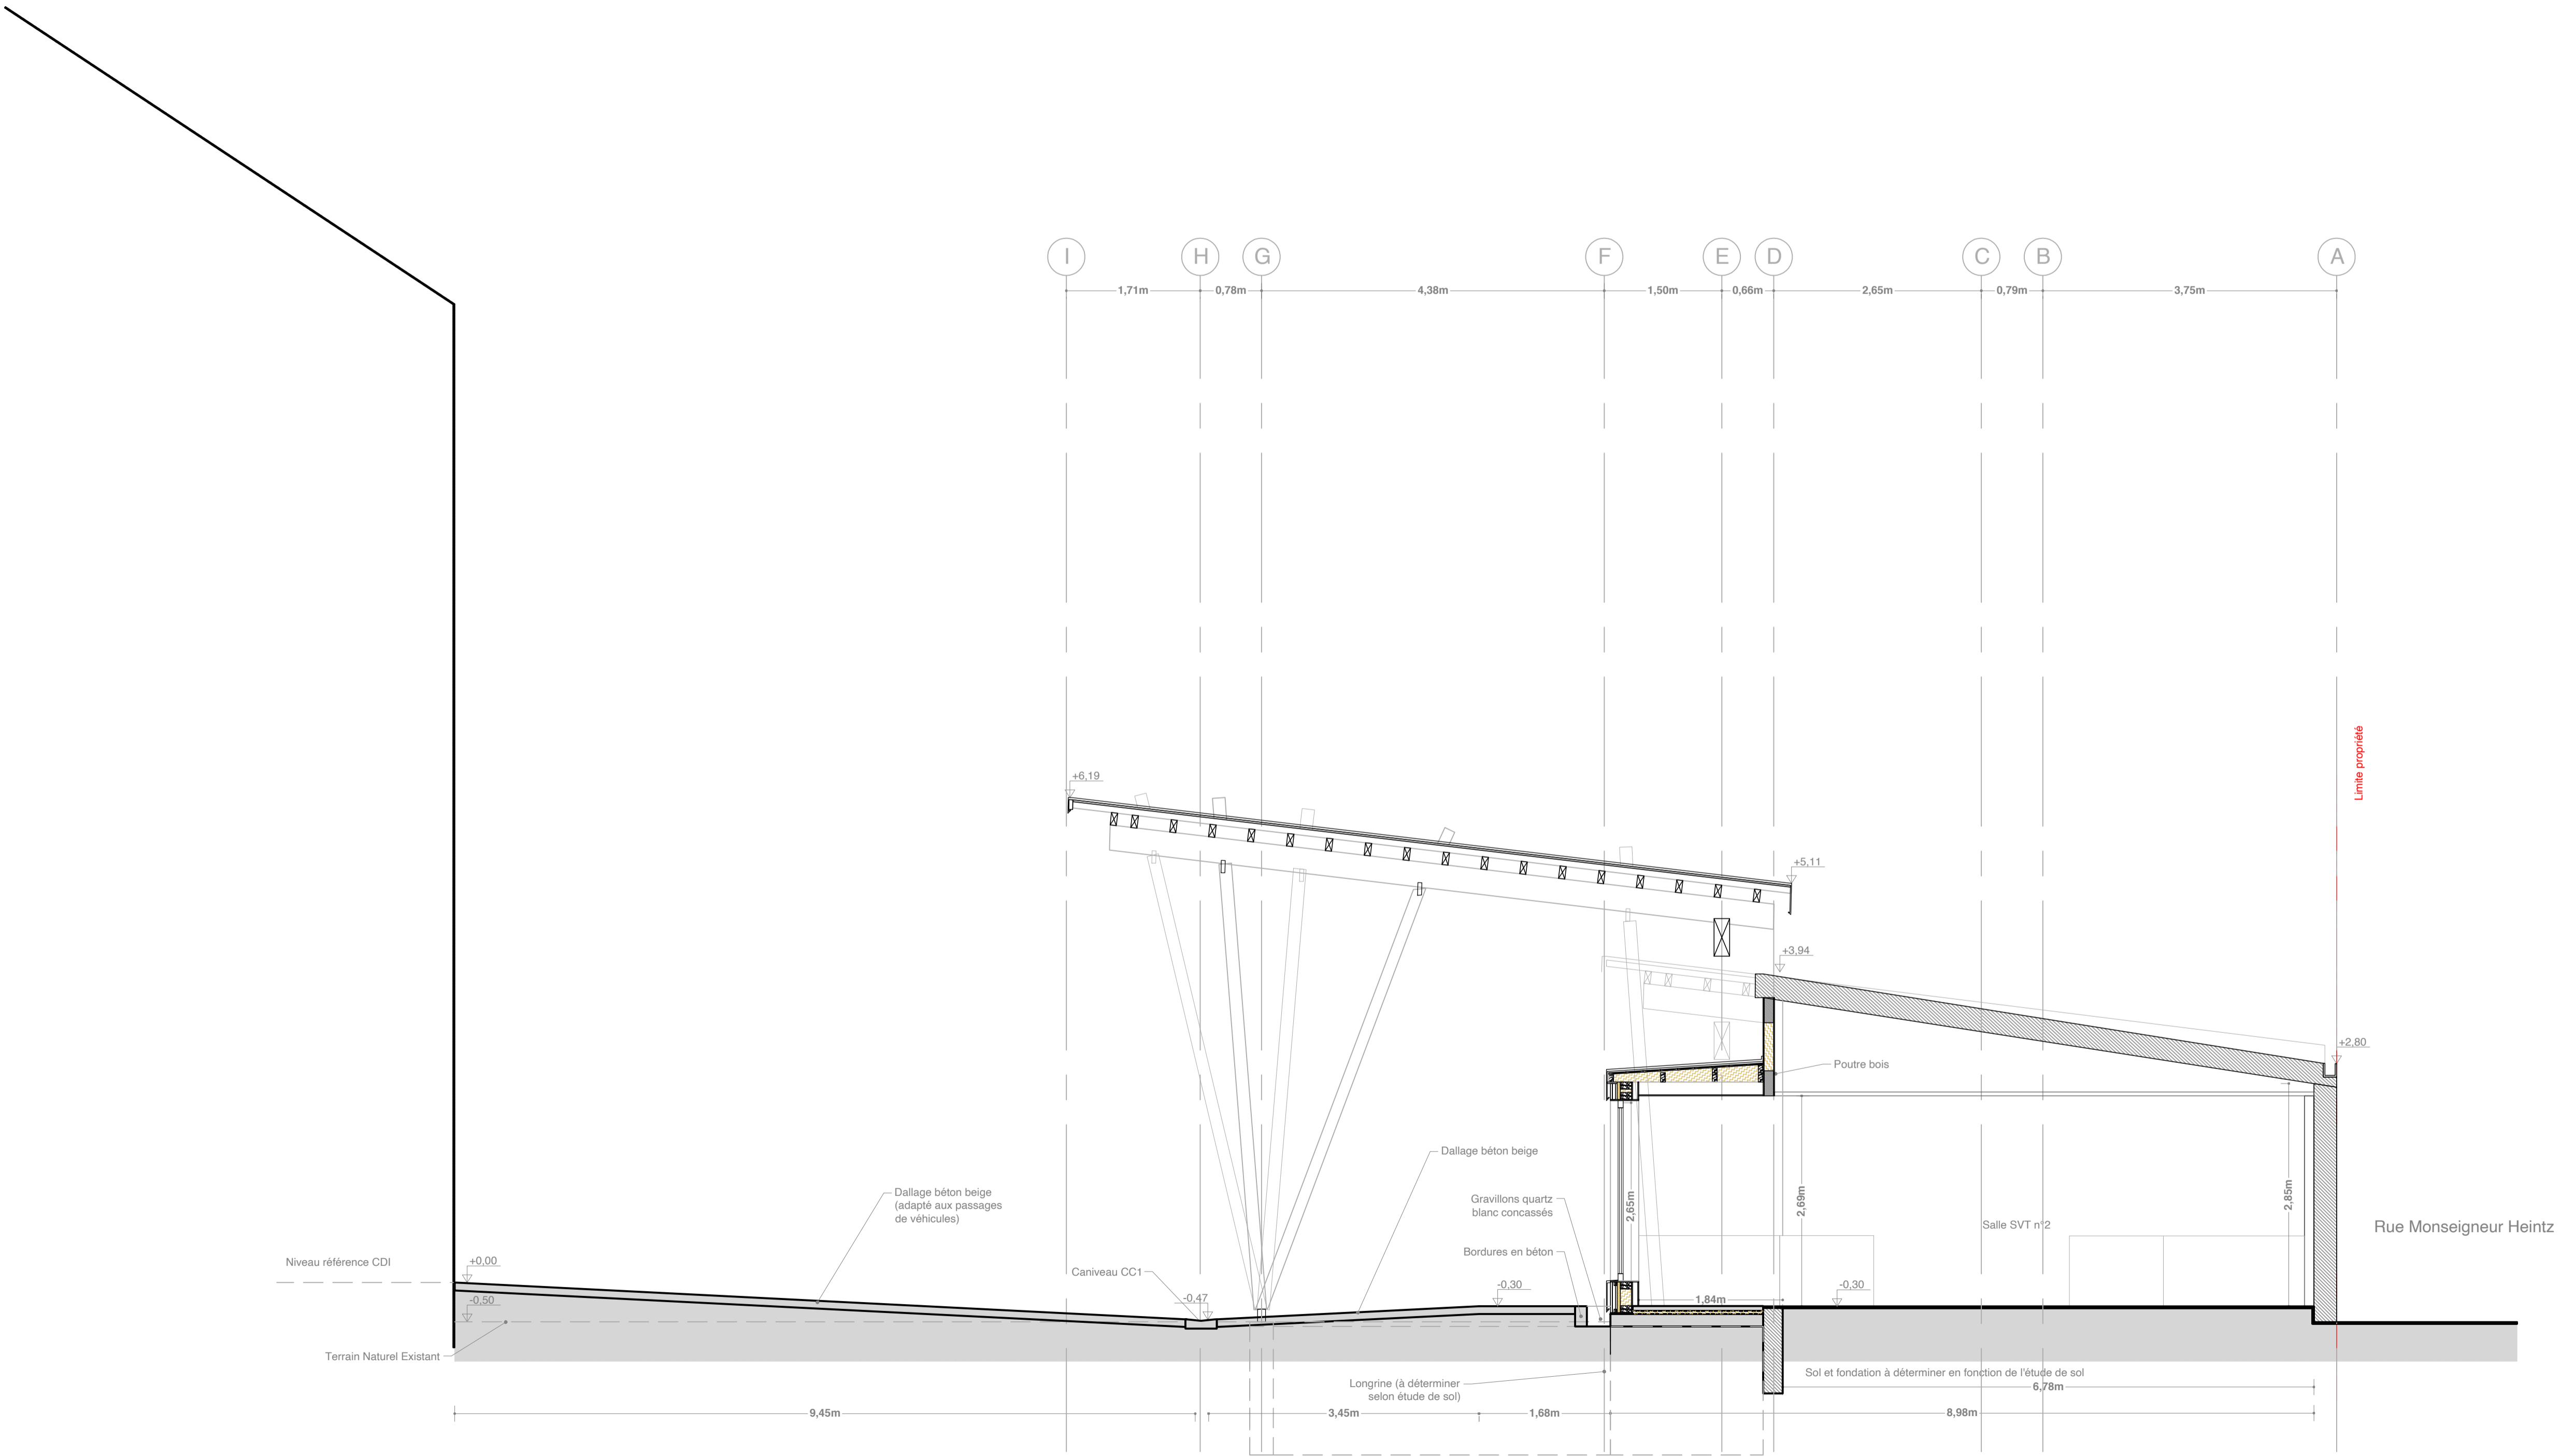 I H G F E D C B A
1,71m 0,78m 4,38m 1,50m 0,66m 2,65m 0,79m 3,75m
Limite propriété
+6,19
+5,11
+3,94
+2,80
Poutre bois
Dallage béton beige
Dallage béton beige
(adapté aux passages
de véhicules)
Gravillons quartz
blanc concassés
2,65m
2,69m
2,85m
Salle SVT n°2
Rue Monseigneur Heintz
Bordures en béton
Niveau référence CDI
+0,00
Caniveau CC1
-0,50
-0,47
-0,30
1,84m
-0,30
Terrain Naturel Existant
Sol et fondation à déterminer en fonction de l'étude de sol
Longrine (à déterminer
selon étude de sol)
6,78m
9,45m 3,45m 1,68m 8,98m